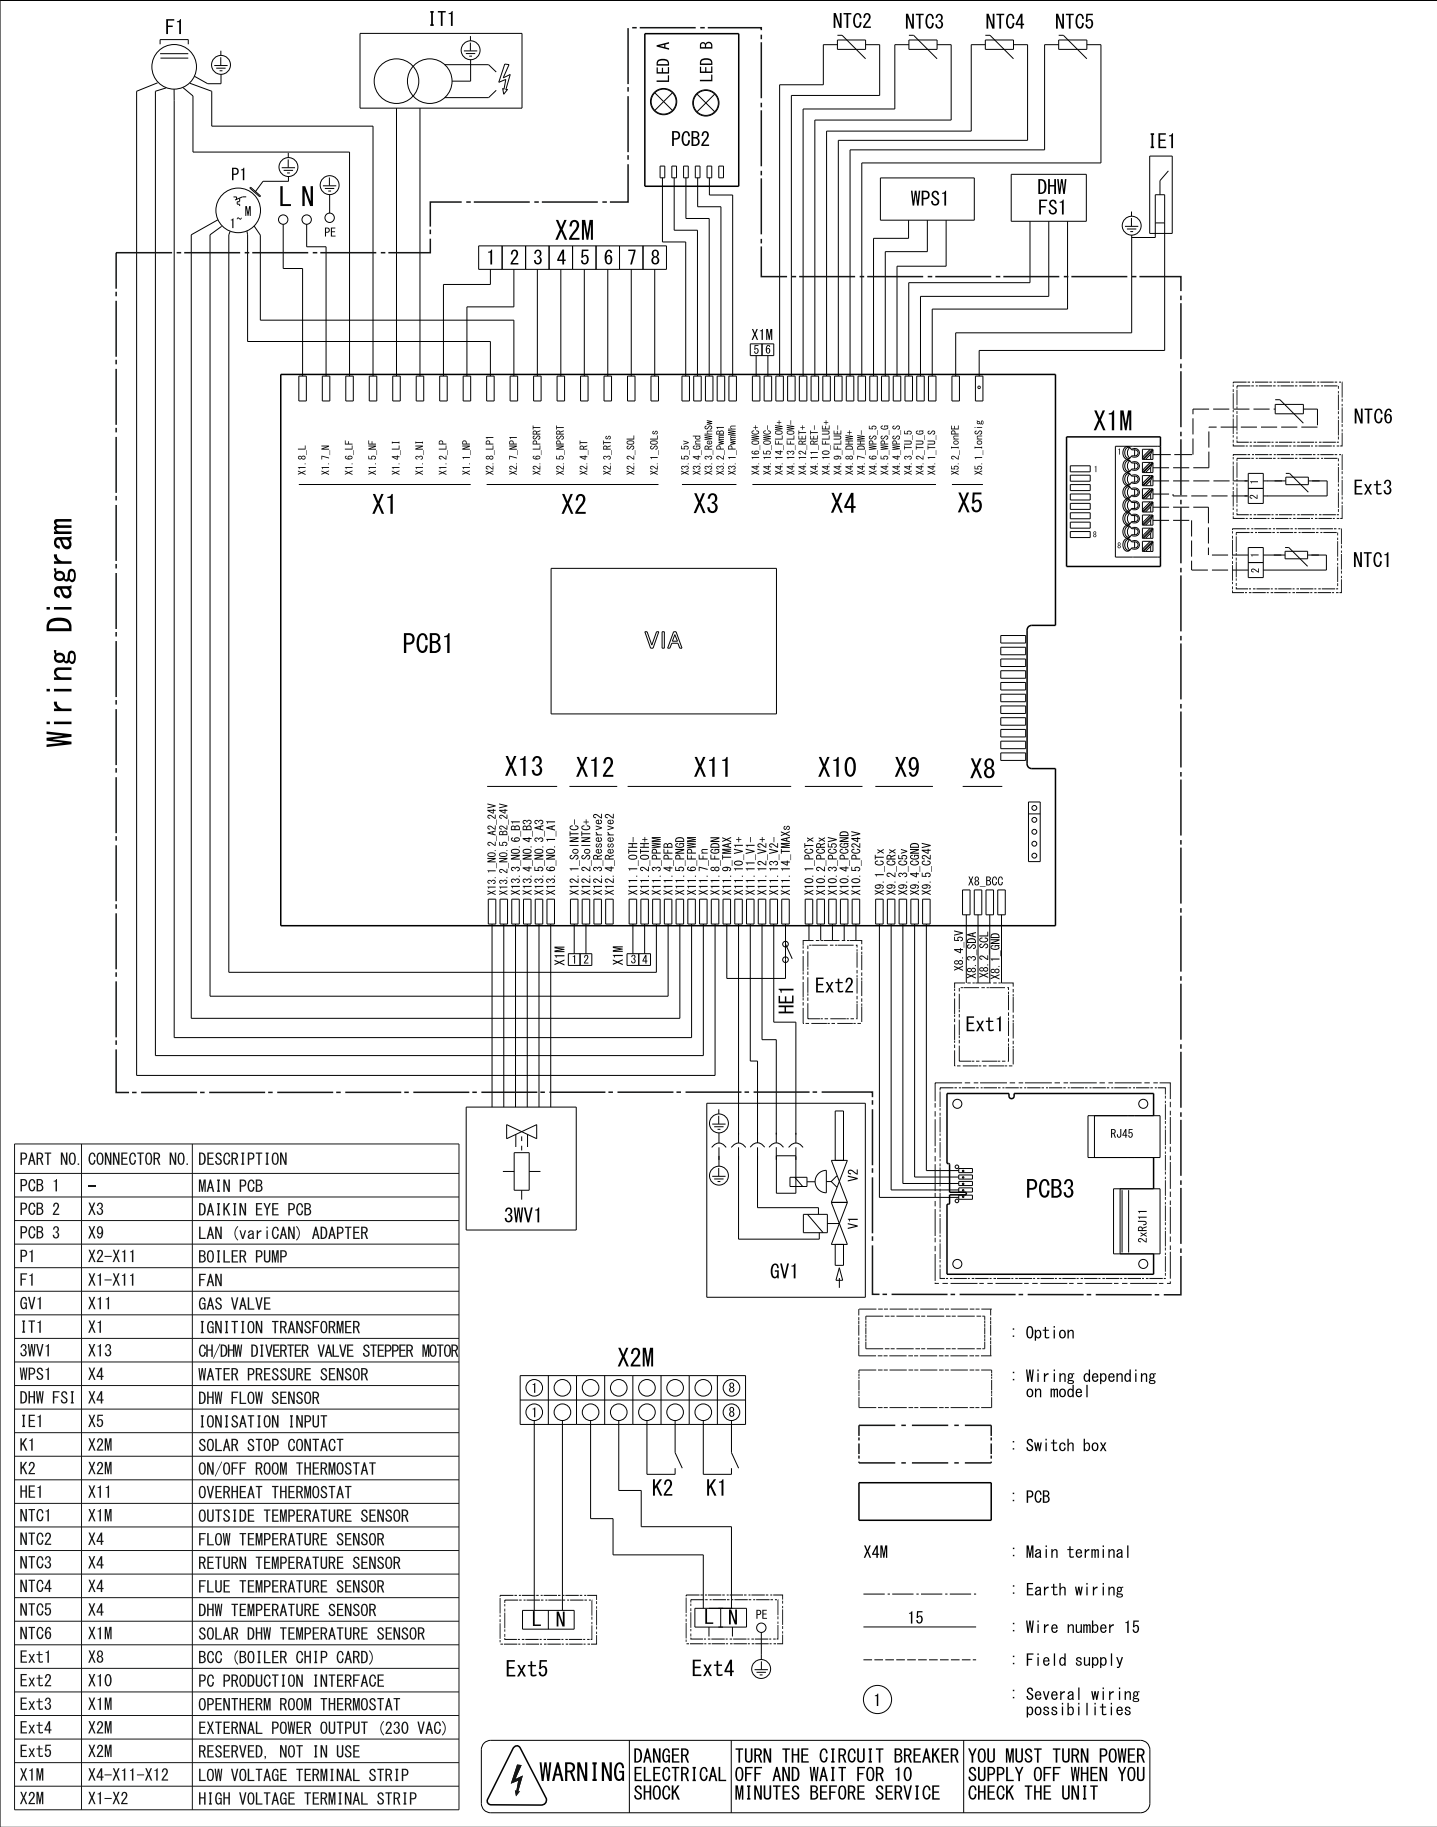 F1
IT1
NTC2
NTC3
NTC4
NTC5
LED A
LED B
PCB2
IE1
P1
M
1~
L N
PE
WPS1
DHW
FS1
X2M
1 2 3 4 5 6 7 8
X1M
5 6
X1.8_L
X1.7_N
X1.6_LF
X1.5_NF
X1.4_LI
X1.3_NI
X1.2_LP
X1.1_NP
X2.8_LP1
X2.7_NP1
X2.6_LPSRT
X2.5_NPSRT
X2.4_RT
X2.3_RTs
X2.2_SOL
X2.1_SOLs
X3.5_5v
X3.4_Gnd
X3.3_ReWhSw
X3.2_PwmB1
X3.1_PwmWh
X4.16_OWC+
X4.15_OWC-
X4.14_FLOW+
X4.13_FLOW-
X4.12_RET+
X4.11_RET-
X4.10_FLUE+
X4.9_FLUE-
X4.8_DHW+
X4.7_DHW-
X4.6_WPS_5
X4.5_WPS_G
X4.4_WPS_S
X4.3_TU_5
X4.2_TU_G
X4.1_TU_S
X5.2_IonPE
X5.1_IonSig
X1
X2
X3
X4
X5
X1M
1
8
1
8
NTC6
1
2
Ext3
1
2
NTC1
Wiring Diagram
PCB1
VIA
X13
X12
X11
X10
X9
X8
X13.1_NO.2_A2_24V
X13.2_NO.5_B2_24V
X13.3_NO.6_B1
X13.4_NO.4_B3
X13.5_NO.3_A3
X13.6_NO.1_A1
X12.1_SolNTC-
X12.2_SolNTC+
X12.3_Reserve2
X12.4_Reserve2
X11.1_OTH-
X11.2_OTH+
X11.3_PPWM
X11.4_PFB
X11.5_PNGD
X11.6_FPWM
X11.7_Fn
X11.8_FGDN
X11.9_TMAX
X11.10_V1+
X11.11_V1-
X11.12_V2+
X11.13_V2-
X11.14_TMAXs
X10.1_PCTx
X10.2_PCRx
X10.3_PC5V
X10.4_PCGND
X10.5_PC24V
X9.1_CTx
X9.2_CRx
X9.3_C5v
X9.4_CGND
X9.5_C24V
X8_BCC
X8.4_5V
X8.3_SDA
X8.2_SCL
X8.1_GND
X1M
1 2
X1M
3 4
HE1
Ext2
Ext1
3WV1
V2
V1
GV1
RJ45
PCB3
2xRJ11
PART NO. CONNECTOR NO. DESCRIPTION
PCB 1 – MAIN PCB
PCB 2 X3 DAIKIN EYE PCB
PCB 3 X9 LAN (variCAN) ADAPTER
P1 X2-X11 BOILER PUMP
F1 X1-X11 FAN
GV1 X11 GAS VALVE
IT1 X1 IGNITION TRANSFORMER
3WV1 X13 CH/DHW DIVERTER VALVE STEPPER MOTOR
WPS1 X4 WATER PRESSURE SENSOR
DHW FSI X4 DHW FLOW SENSOR
IE1 X5 IONISATION INPUT
K1 X2M SOLAR STOP CONTACT
K2 X2M ON/OFF ROOM THERMOSTAT
HE1 X11 OVERHEAT THERMOSTAT
NTC1 X1M OUTSIDE TEMPERATURE SENSOR
NTC2 X4 FLOW TEMPERATURE SENSOR
NTC3 X4 RETURN TEMPERATURE SENSOR
NTC4 X4 FLUE TEMPERATURE SENSOR
NTC5 X4 DHW TEMPERATURE SENSOR
NTC6 X1M SOLAR DHW TEMPERATURE SENSOR
Ext1 X8 BCC (BOILER CHIP CARD)
Ext2 X10 PC PRODUCTION INTERFACE
Ext3 X1M OPENTHERM ROOM THERMOSTAT
Ext4 X2M EXTERNAL POWER OUTPUT (230 VAC)
Ext5 X2M RESERVED, NOT IN USE
X1M X4-X11-X12 LOW VOLTAGE TERMINAL STRIP
X2M X1-X2 HIGH VOLTAGE TERMINAL STRIP
X2M
1 8
1 8
K2
K1
L N
Ext5
L N PE
Ext4
: Option
: Wiring depending
on model
: Switch box
: PCB
X4M : Main terminal
: Earth wiring
15 : Wire number 15
: Field supply
1 : Several wiring
possibilities
WARNING
DANGER
ELECTRICAL
SHOCK
TURN THE CIRCUIT BREAKER
OFF AND WAIT FOR 10
MINUTES BEFORE SERVICE
YOU MUST TURN POWER
SUPPLY OFF WHEN YOU
CHECK THE UNIT